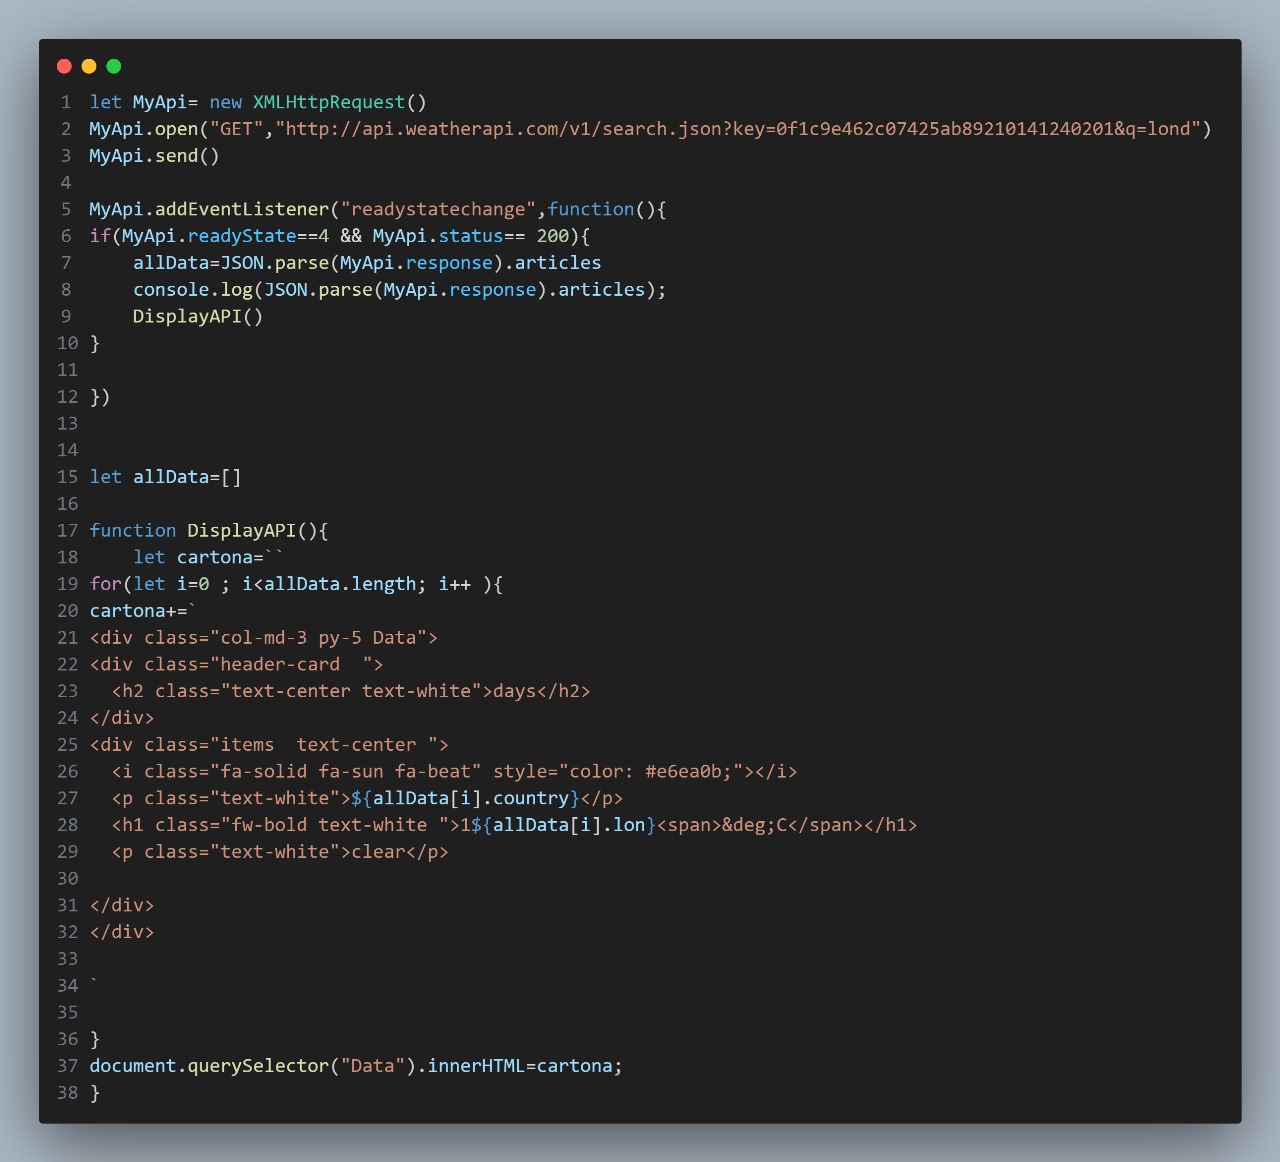 1 let MyApi= new XMLHttpRequest()
2 MyApi.open("GET","http://api.weatherapi.com/v1/search.json?key=0f1c9e462c07425ab89210141240201&q=lond")
3 MyApi.send()
4
5 MyApi.addEventListener("readystatechange",function(){
6 if(MyApi.readyState==4 && MyApi.status== 200){
7     allData=JSON.parse(MyApi.response).articles
8     console.log(JSON.parse(MyApi.response).articles);
9     DisplayAPI()
10 }
11
12 })
13
14
15 let allData=[]
16
17 function DisplayAPI(){
18     let cartona=``
19 for(let i=0 ; i<allData.length; i++ ){
20 cartona+=`
21 <div class="col-md-3 py-5 Data">
22 <div class="header-card  ">
23   <h2 class="text-center text-white">days</h2>
24 </div>
25 <div class="items  text-center ">
26   <i class="fa-solid fa-sun fa-beat" style="color: #e6ea0b;"></i>
27   <p class="text-white">${allData[i].country}</p>
28   <h1 class="fw-bold text-white ">1${allData[i].lon}<span>&deg;C</span></h1>
29   <p class="text-white">clear</p>
30
31 </div>
32 </div>
33
34 `
35
36 }
37 document.querySelector("Data").innerHTML=cartona;
38 }